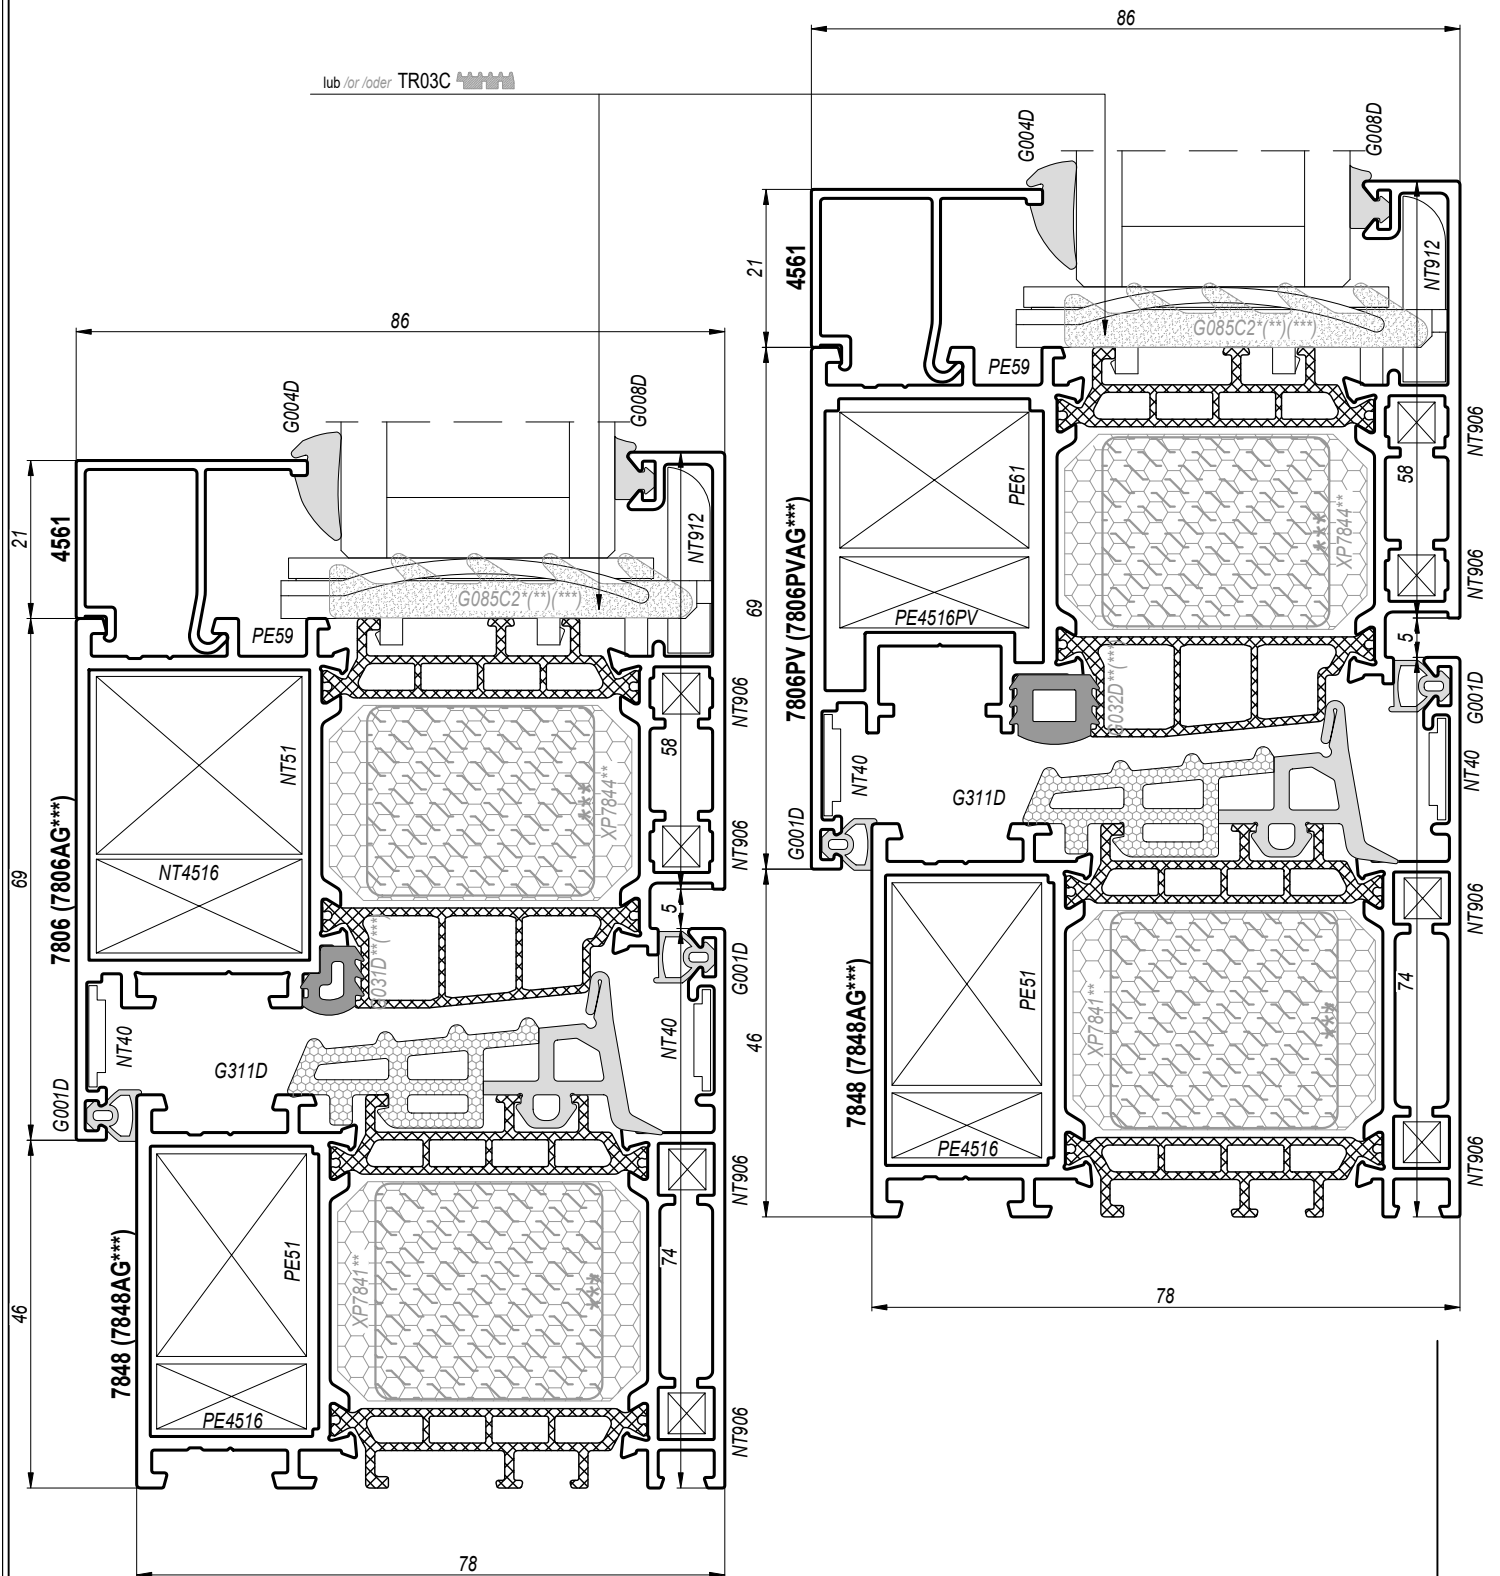 86
lub /or /oder TR03C
G004D
G008D
21
4561
NT912
G085C2*(**)(***)
PE59
NT906
58
PE61
XP7844**
***
NT906
PE4516PV
69
7806PV (7806PVAG***)
5
G032D**(***)
G001D
NT40
NT40
G311D
G001D
NT906
PE51
XP7841**
***
74
46
7848 (7848AG***)
PE4516
NT906
78
86
G004D
G008D
21
4561
NT912
G085C2*(**)(***)
PE59
NT906
58
NT51
XP7844**
***
NT906
NT4516
69
7806 (7806AG***)
5
G031D**(***)
G001D
NT40
NT40
G311D
G001D
NT906
PE51
XP7841**
***
74
46
7848 (7848AG***)
PE4516
NT906
78